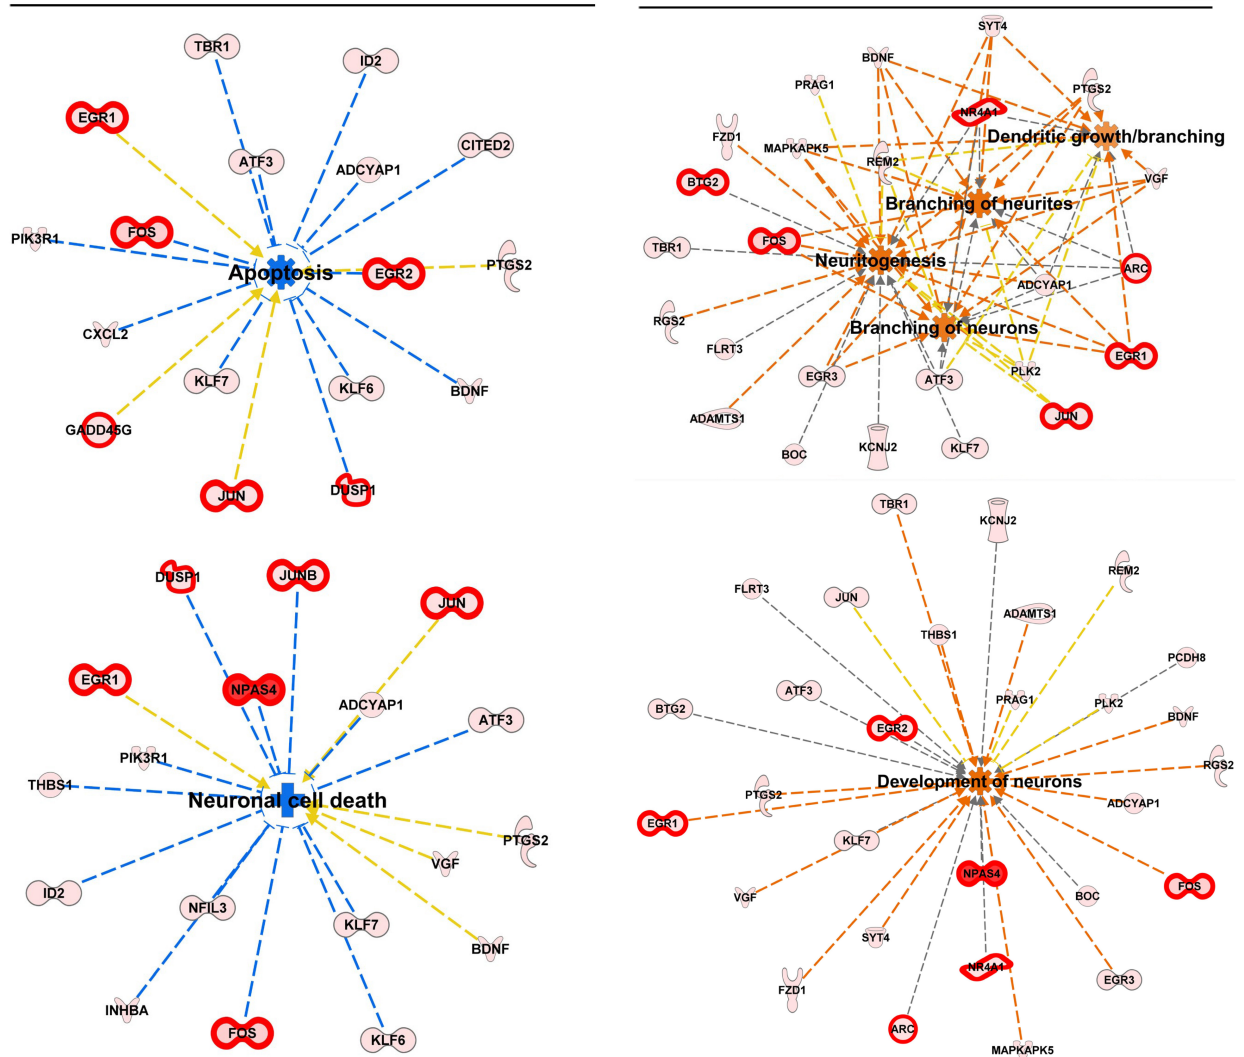 TBR1
ID2
EGR1
CITED2
ATF3
ADCYAP1
FOS
PIK3R1
PTGS2
Apoptosis
EGR2
CXCL2
KLF7
KLF6
BDNF
GADD45G
JUN
DUSP1
SYT4
BDNF
PRAG1
PTGS2
NR4A1
FZD1
Dendritic growth/branching
MAPKAPK5
REM2
BTG2
VGF
Branching of neurites
FOS
TBR1
Neuritogenesis
ARC
ADCYAP1
RGS2
Branching of neurons
FLRT3
EGR1
EGR3
ATF3
PLK2
ADAMTS1
JUN
BOC
KCNJ2
KLF7
DUSP1
JUNB
JUN
EGR1
NPAS4
ADCYAP1
ATF3
PIK3R1
THBS1
Neuronal cell death
PTGS2
VGF
ID2
NFIL3
KLF7
BDNF
INHBA
FOS
KLF6
TBR1
KCNJ2
REM2
FLRT3
JUN
ADAMTS1
THBS1
PCDH8
ATF3
PRAG1
PLK2
BTG2
BDNF
EGR2
RGS2
Development of neurons
PTGS2
ADCYAP1
EGR1
KLF7
NPAS4
FOS
VGF
BOC
SYT4
NR4A1
EGR3
FZD1
ARC
MAPKAPK5